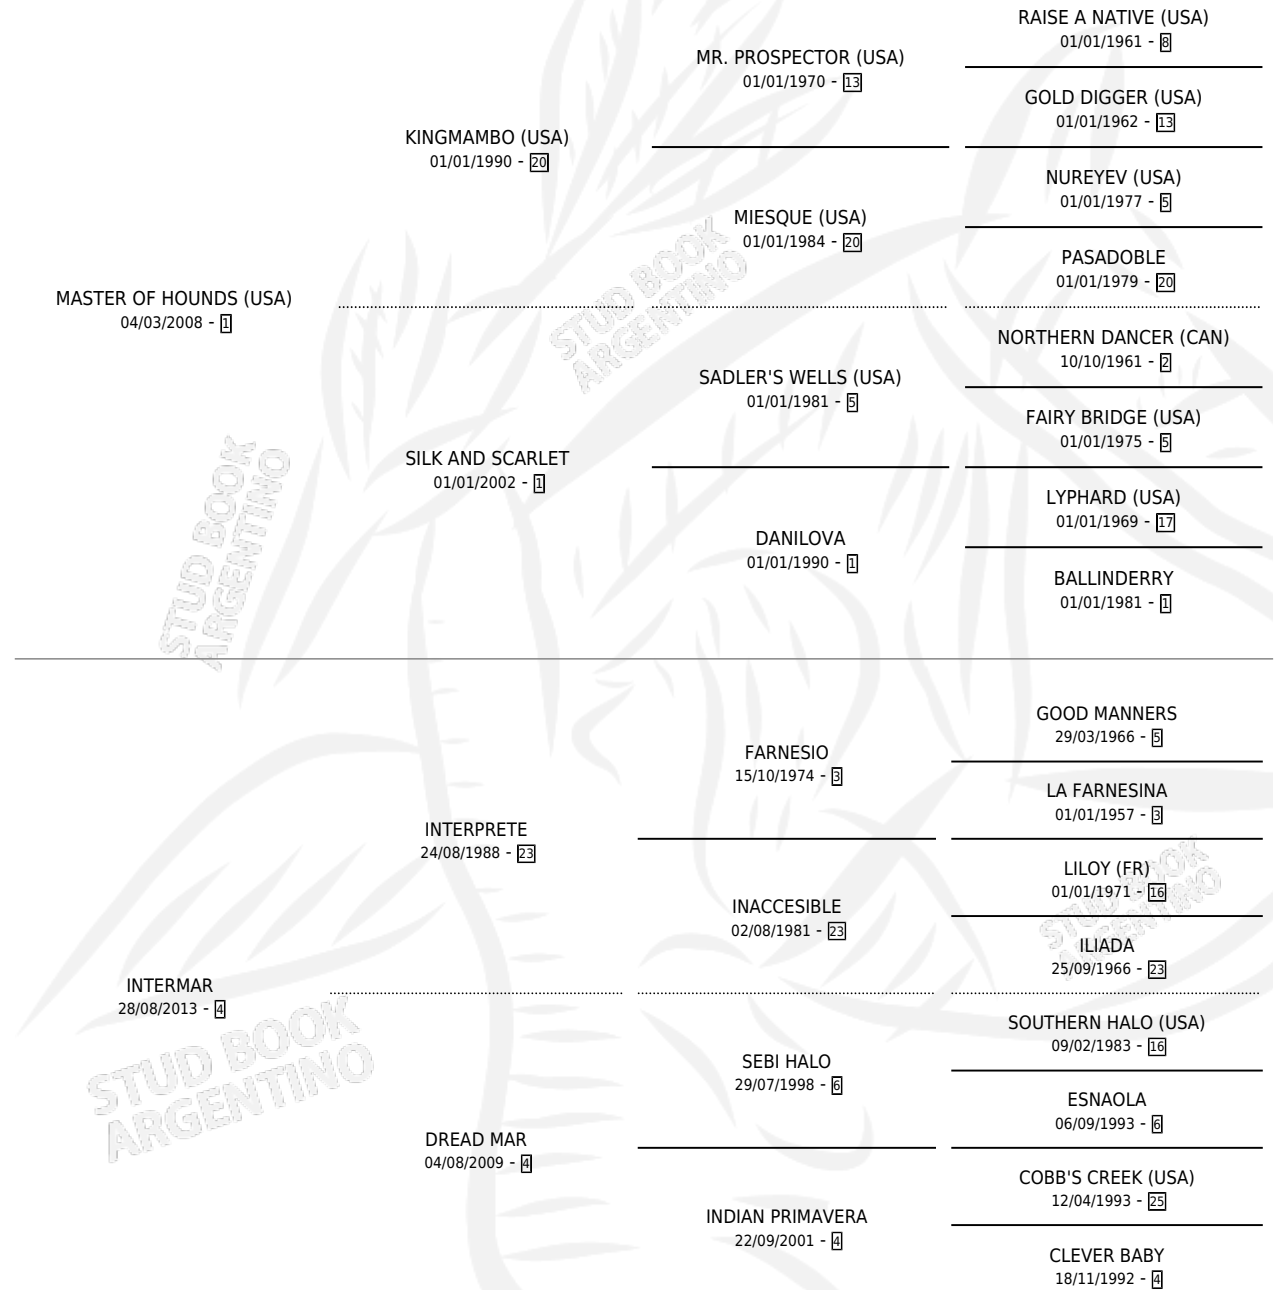 RAISE A NATIVE (USA)
01/01/1961 - 8
MR. PROSPECTOR (USA)
01/01/1970 - 13
GOLD DIGGER (USA)
01/01/1962 - 13
KINGMAMBO (USA)
01/01/1990 - 20
NUREYEV (USA)
01/01/1977 - 5
MIESQUE (USA)
01/01/1984 - 20
PASADOBLE
01/01/1979 - 20
MASTER OF HOUNDS (USA)
04/03/2008 - 1
NORTHERN DANCER (CAN)
10/10/1961 - 2
SADLER'S WELLS (USA)
01/01/1981 - 5
FAIRY BRIDGE (USA)
01/01/1975 - 5
SILK AND SCARLET
01/01/2002 - 1
LYPHARD (USA)
01/01/1969 - 17
DANILOVA
01/01/1990 - 1
BALLINDERRY
01/01/1981 - 1
GOOD MANNERS
29/03/1966 - 5
FARNESIO
15/10/1974 - 3
LA FARNESINA
01/01/1957 - 3
INTERPRETE
24/08/1988 - 23
LILOY (FR)
01/01/1971 - 16
INACCESIBLE
02/08/1981 - 23
ILIADA
25/09/1966 - 23
INTERMAR
28/08/2013 - 4
SOUTHERN HALO (USA)
09/02/1983 - 16
SEBI HALO
29/07/1998 - 6
ESNAOLA
06/09/1993 - 6
DREAD MAR
04/08/2009 - 4
COBB'S CREEK (USA)
12/04/1993 - 25
INDIAN PRIMAVERA
22/09/2001 - 4
CLEVER BABY
18/11/1992 - 4
STUD BOOK
ARGENTINO
STUD BOOK
ARGENTINO
STUD BOOK
ARGENTINO
STUD BOOK
ARGENTINO